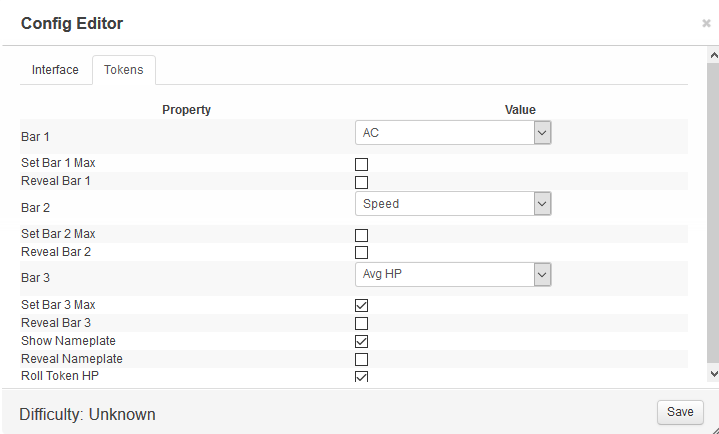 Config Editor ×
Interface Tokens
Property Value
Bar 1 AC
Set Bar 1 Max
Reveal Bar 1
Bar 2 Speed
Set Bar 2 Max
Reveal Bar 2
Bar 3 Avg HP
Set Bar 3 Max
Reveal Bar 3
Show Nameplate
Reveal Nameplate
Roll Token HP
Difficulty: Unknown Save